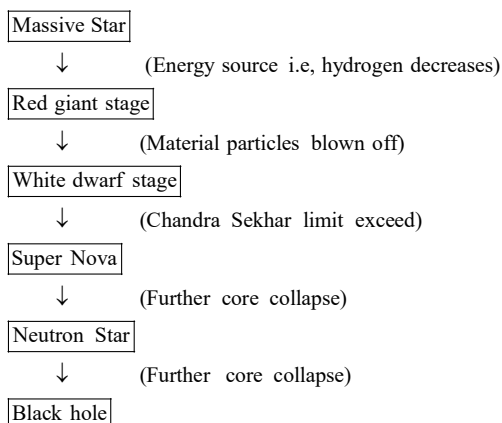 Massive Star
↓ (Energy source i.e, hydrogen decreases)
Red giant stage
↓ (Material particles blown off)
White dwarf stage
↓ (Chandra Sekhar limit exceed)
Super Nova
↓ (Further core collapse)
Neutron Star
↓ (Further core collapse)
Black hole